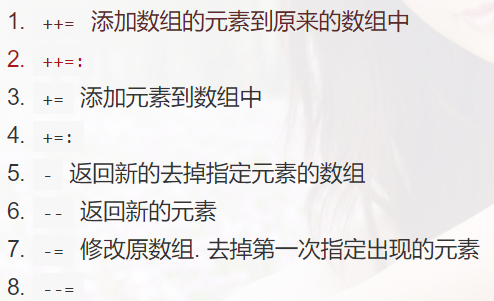 1. ++= 添加数组的元素到原来的数组中
2. ++=:
3. += 添加元素到数组中
4. +=:
5. - 返回新的去掉指定元素的数组
6. -- 返回新的元素
7. -= 修改原数组. 去掉第一次指定出现的元素
8. --=